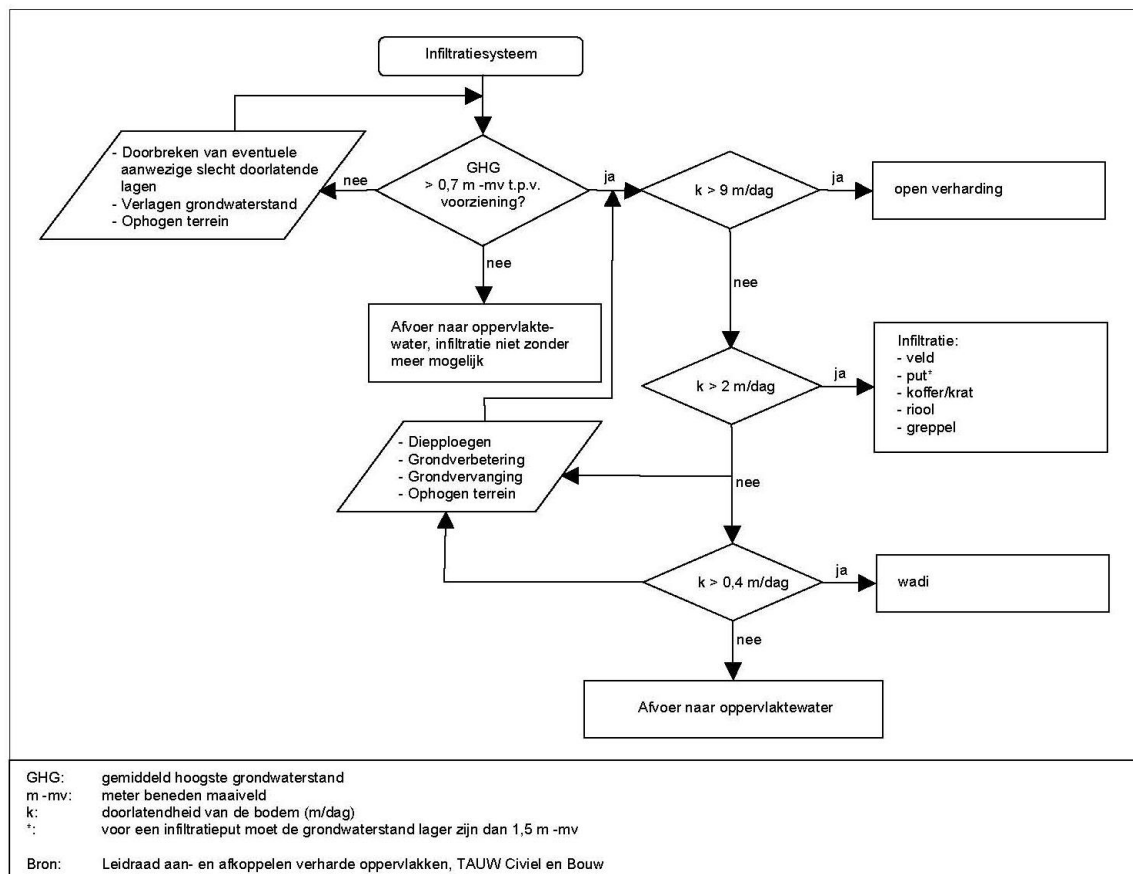 Infiltratiesysteem
- Doorbreken van eventuele
aanwezige slecht doorlatende
lagen
- Verlagen grondwaterstand
- Ophogen terrein
nee
GHG
> 0,7 m -mv t.p.v.
voorziening?
ja
k > 9 m/dag
ja
open verharding
nee
nee
Afvoer naar oppervlakte-
water, infiltratie niet zonder
meer mogelijk
k > 2 m/dag
ja
Infiltratie:
- veld
- put*
- koffer/krat
- riool
- greppel
- Diepploegen
- Grondverbetering
- Grondvervanging
- Ophogen terrein
nee
k > 0,4 m/dag
ja
wadi
nee
Afvoer naar oppervlaktewater
GHG: gemiddeld hoogste grondwaterstand
m -mv: meter beneden maaiveld
k: doorlatendheid van de bodem (m/dag)
*: voor een infiltratieput moet de grondwaterstand lager zijn dan 1,5 m -mv
Bron: Leidraad aan- en afkoppelen verharde oppervlakken, TAUW Civiel en Bouw